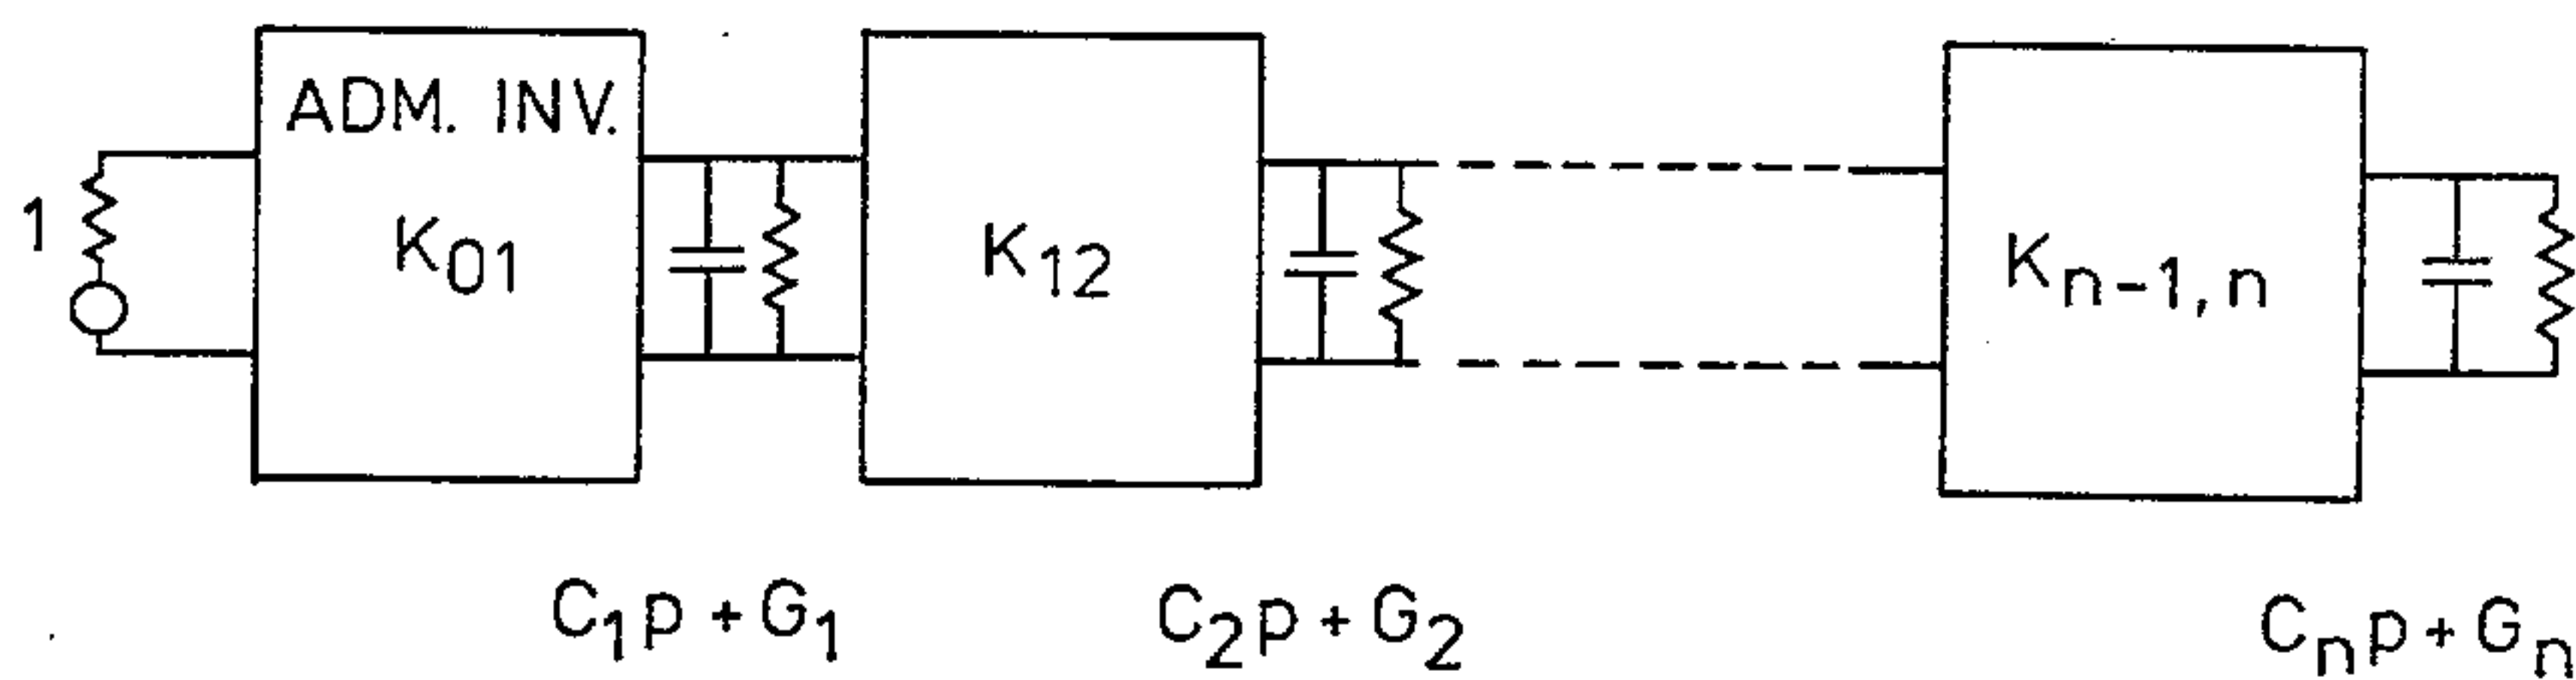 ADM. INV.
1
K01
K12
Kn-1, n
C1p + G1
C2p + G2
Cnp + Gn